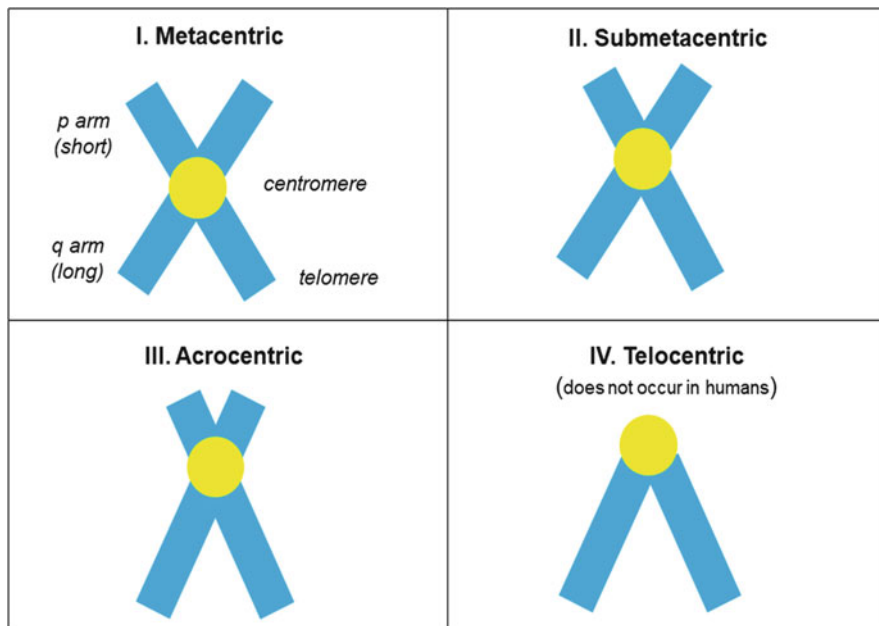 I. Metacentric
p arm
(short)
centromere
q arm
(long)
telomere
II. Submetacentric
III. Acrocentric
IV. Telocentric
(does not occur in humans)